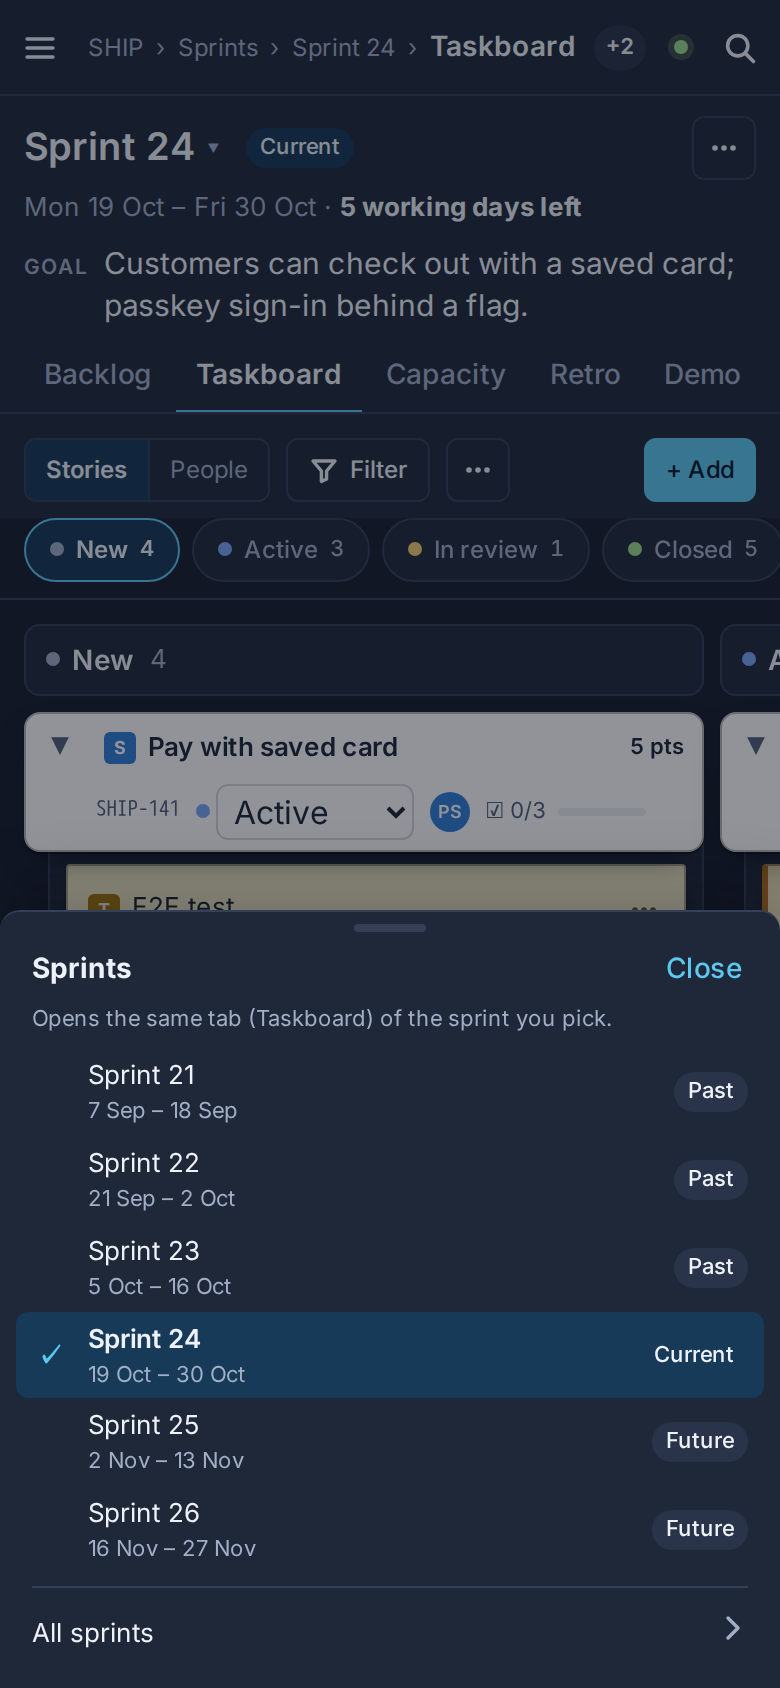 SHIP › Sprints › Sprint 24 › Taskboard +2
Sprint 24 ▾ Current
Mon 19 Oct – Fri 30 Oct · 5 working days left
GOAL Customers can check out with a saved card;
passkey sign-in behind a flag.
Backlog Taskboard Capacity Retro Demo
Stories People Filter + Add
New 4 Active 3 In review 1 Closed 5
New 4
S Pay with saved card 5 pts
SHIP-141 Active PS ☑ 0/3
T E2E test
Sprints Close
Opens the same tab (Taskboard) of the sprint you pick.
Sprint 21
7 Sep – 18 Sep
Past
Sprint 22
21 Sep – 2 Oct
Past
Sprint 23
5 Oct – 16 Oct
Past
✓ Sprint 24
19 Oct – 30 Oct
Current
Sprint 25
2 Nov – 13 Nov
Future
Sprint 26
16 Nov – 27 Nov
Future
All sprints